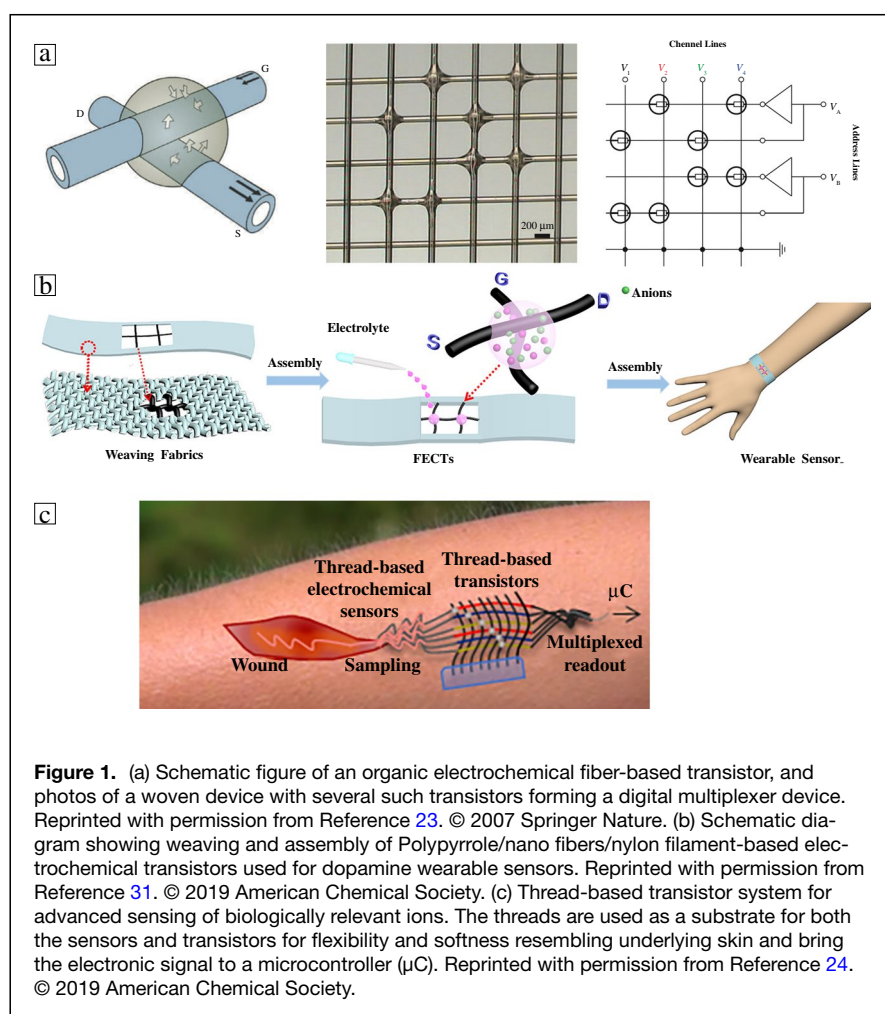 a
G
D
S
200 μm
Channel Lines
V1 V2 V3 V4
VA
VB
Address Lines
b
Electrolyte
G
D
S
Anions
Assembly
Assembly
Weaving Fabrics
FECTs
Wearable Sensor
c
Thread-based
electrochemical
sensors
Thread-based
transistors
μC
Wound
Sampling
Multiplexed
readout
Figure 1. (a) Schematic figure of an organic electrochemical fiber-based transistor, and
photos of a woven device with several such transistors forming a digital multiplexer device.
Reprinted with permission from Reference 23. © 2007 Springer Nature. (b) Schematic dia-
gram showing weaving and assembly of Polypyrrole/nano fibers/nylon filament-based elec-
trochemical transistors used for dopamine wearable sensors. Reprinted with permission from
Reference 31. © 2019 American Chemical Society. (c) Thread-based transistor system for
advanced sensing of biologically relevant ions. The threads are used as a substrate for both
the sensors and transistors for flexibility and softness resembling underlying skin and bring
the electronic signal to a microcontroller (μC). Reprinted with permission from Reference 24.
© 2019 American Chemical Society.